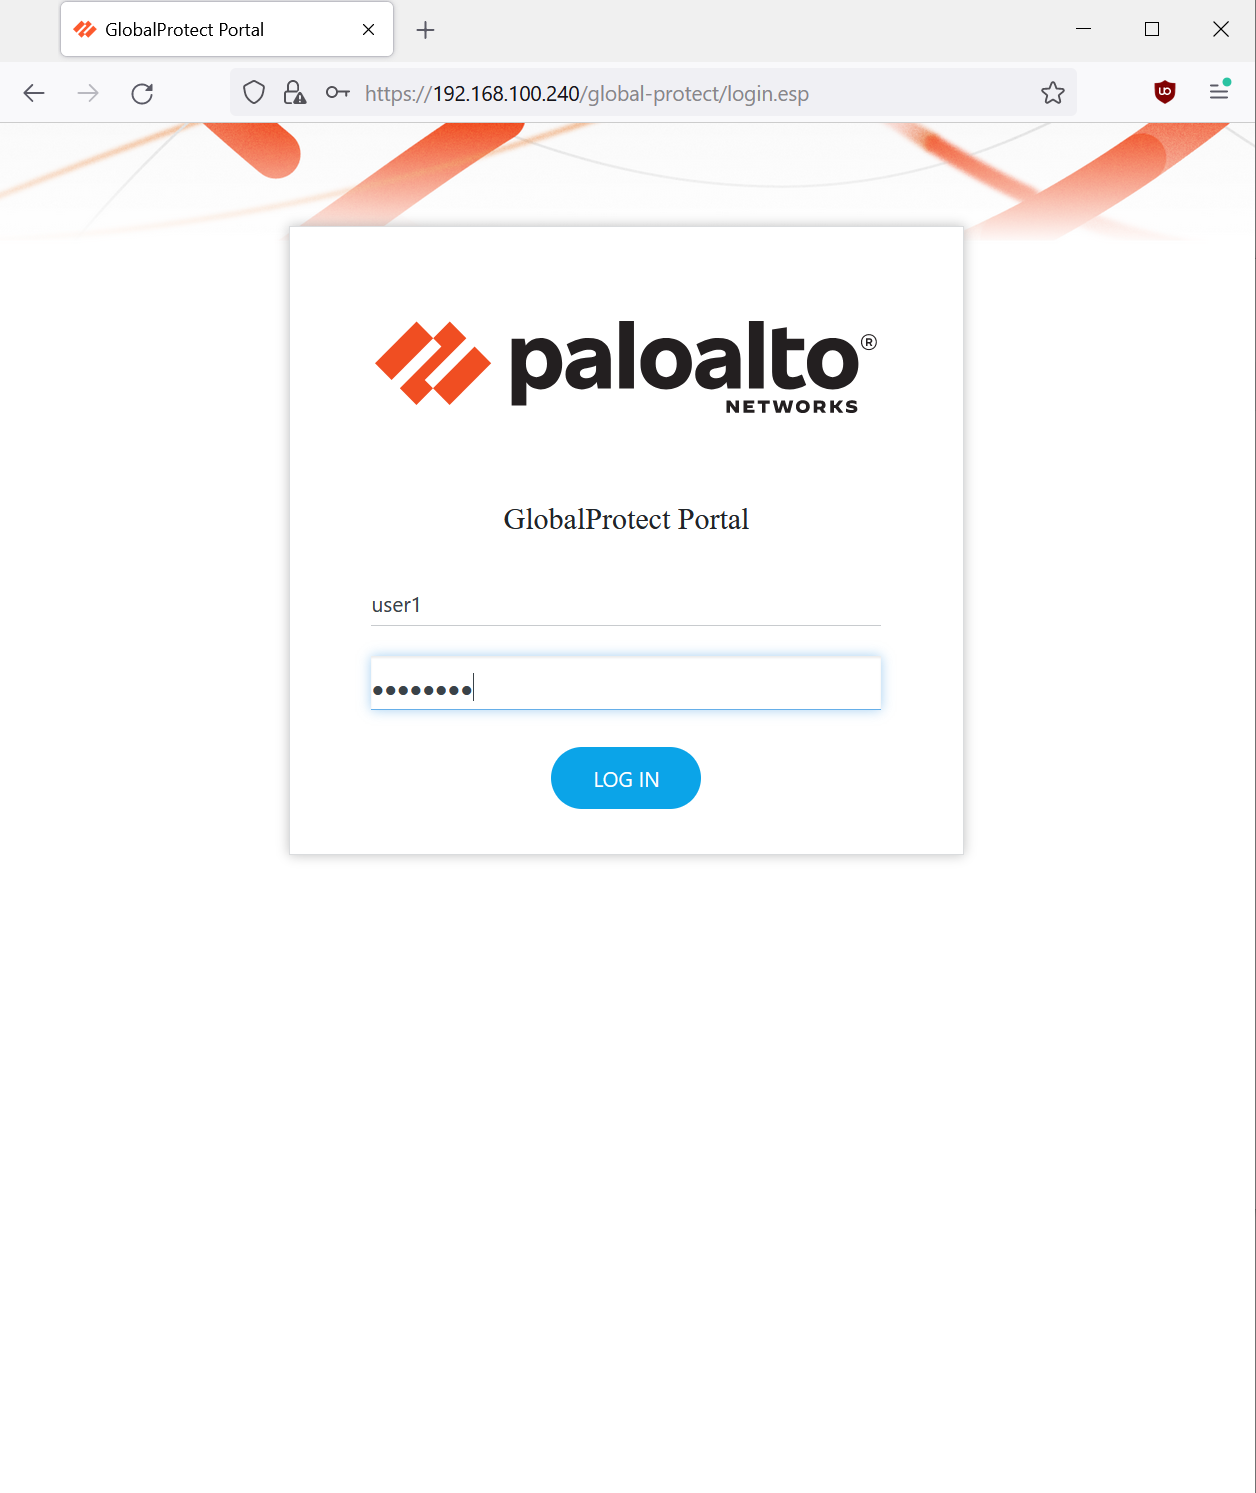 GlobalProtect Portal
https://192.168.100.240/global-protect/login.esp
paloalto®
NETWORKS
GlobalProtect Portal
user1
●●●●●●●●
LOG IN